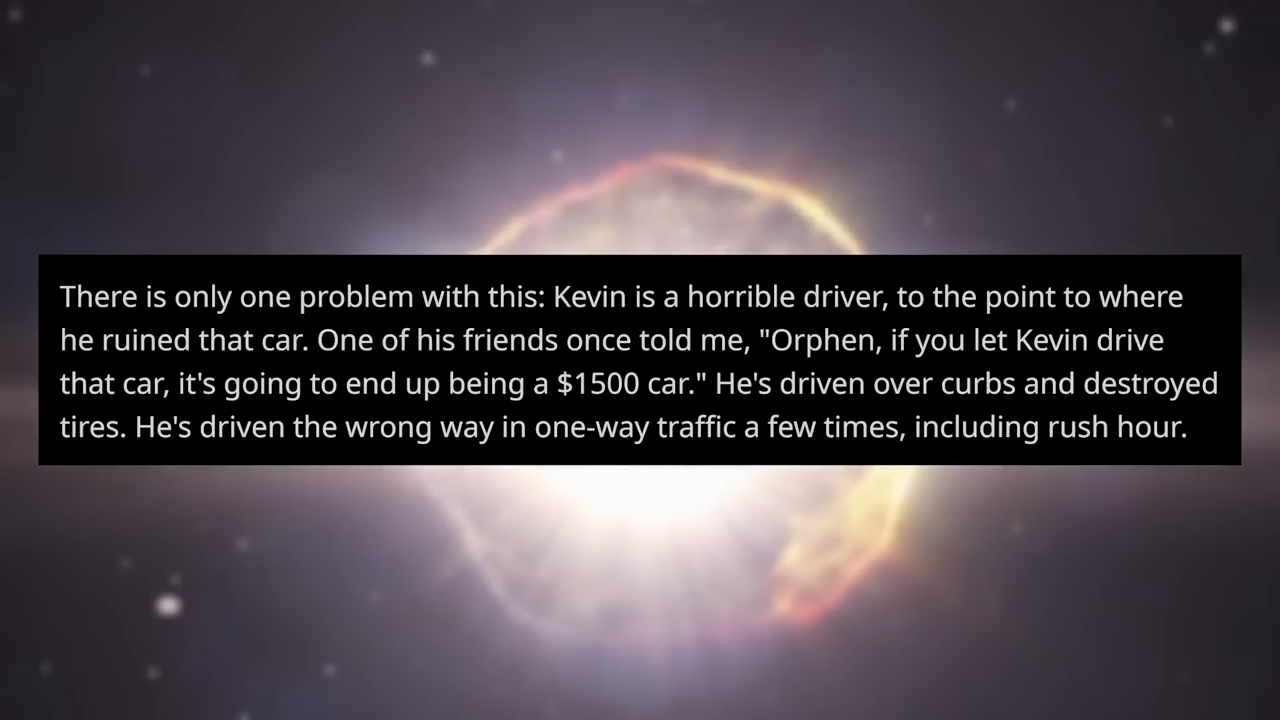 There is only one problem with this: Kevin is a horrible driver, to the point to where
he ruined that car. One of his friends once told me, "Orphen, if you let Kevin drive
that car, it's going to end up being a $1500 car." He's driven over curbs and destroyed
tires. He's driven the wrong way in one-way traffic a few times, including rush hour.